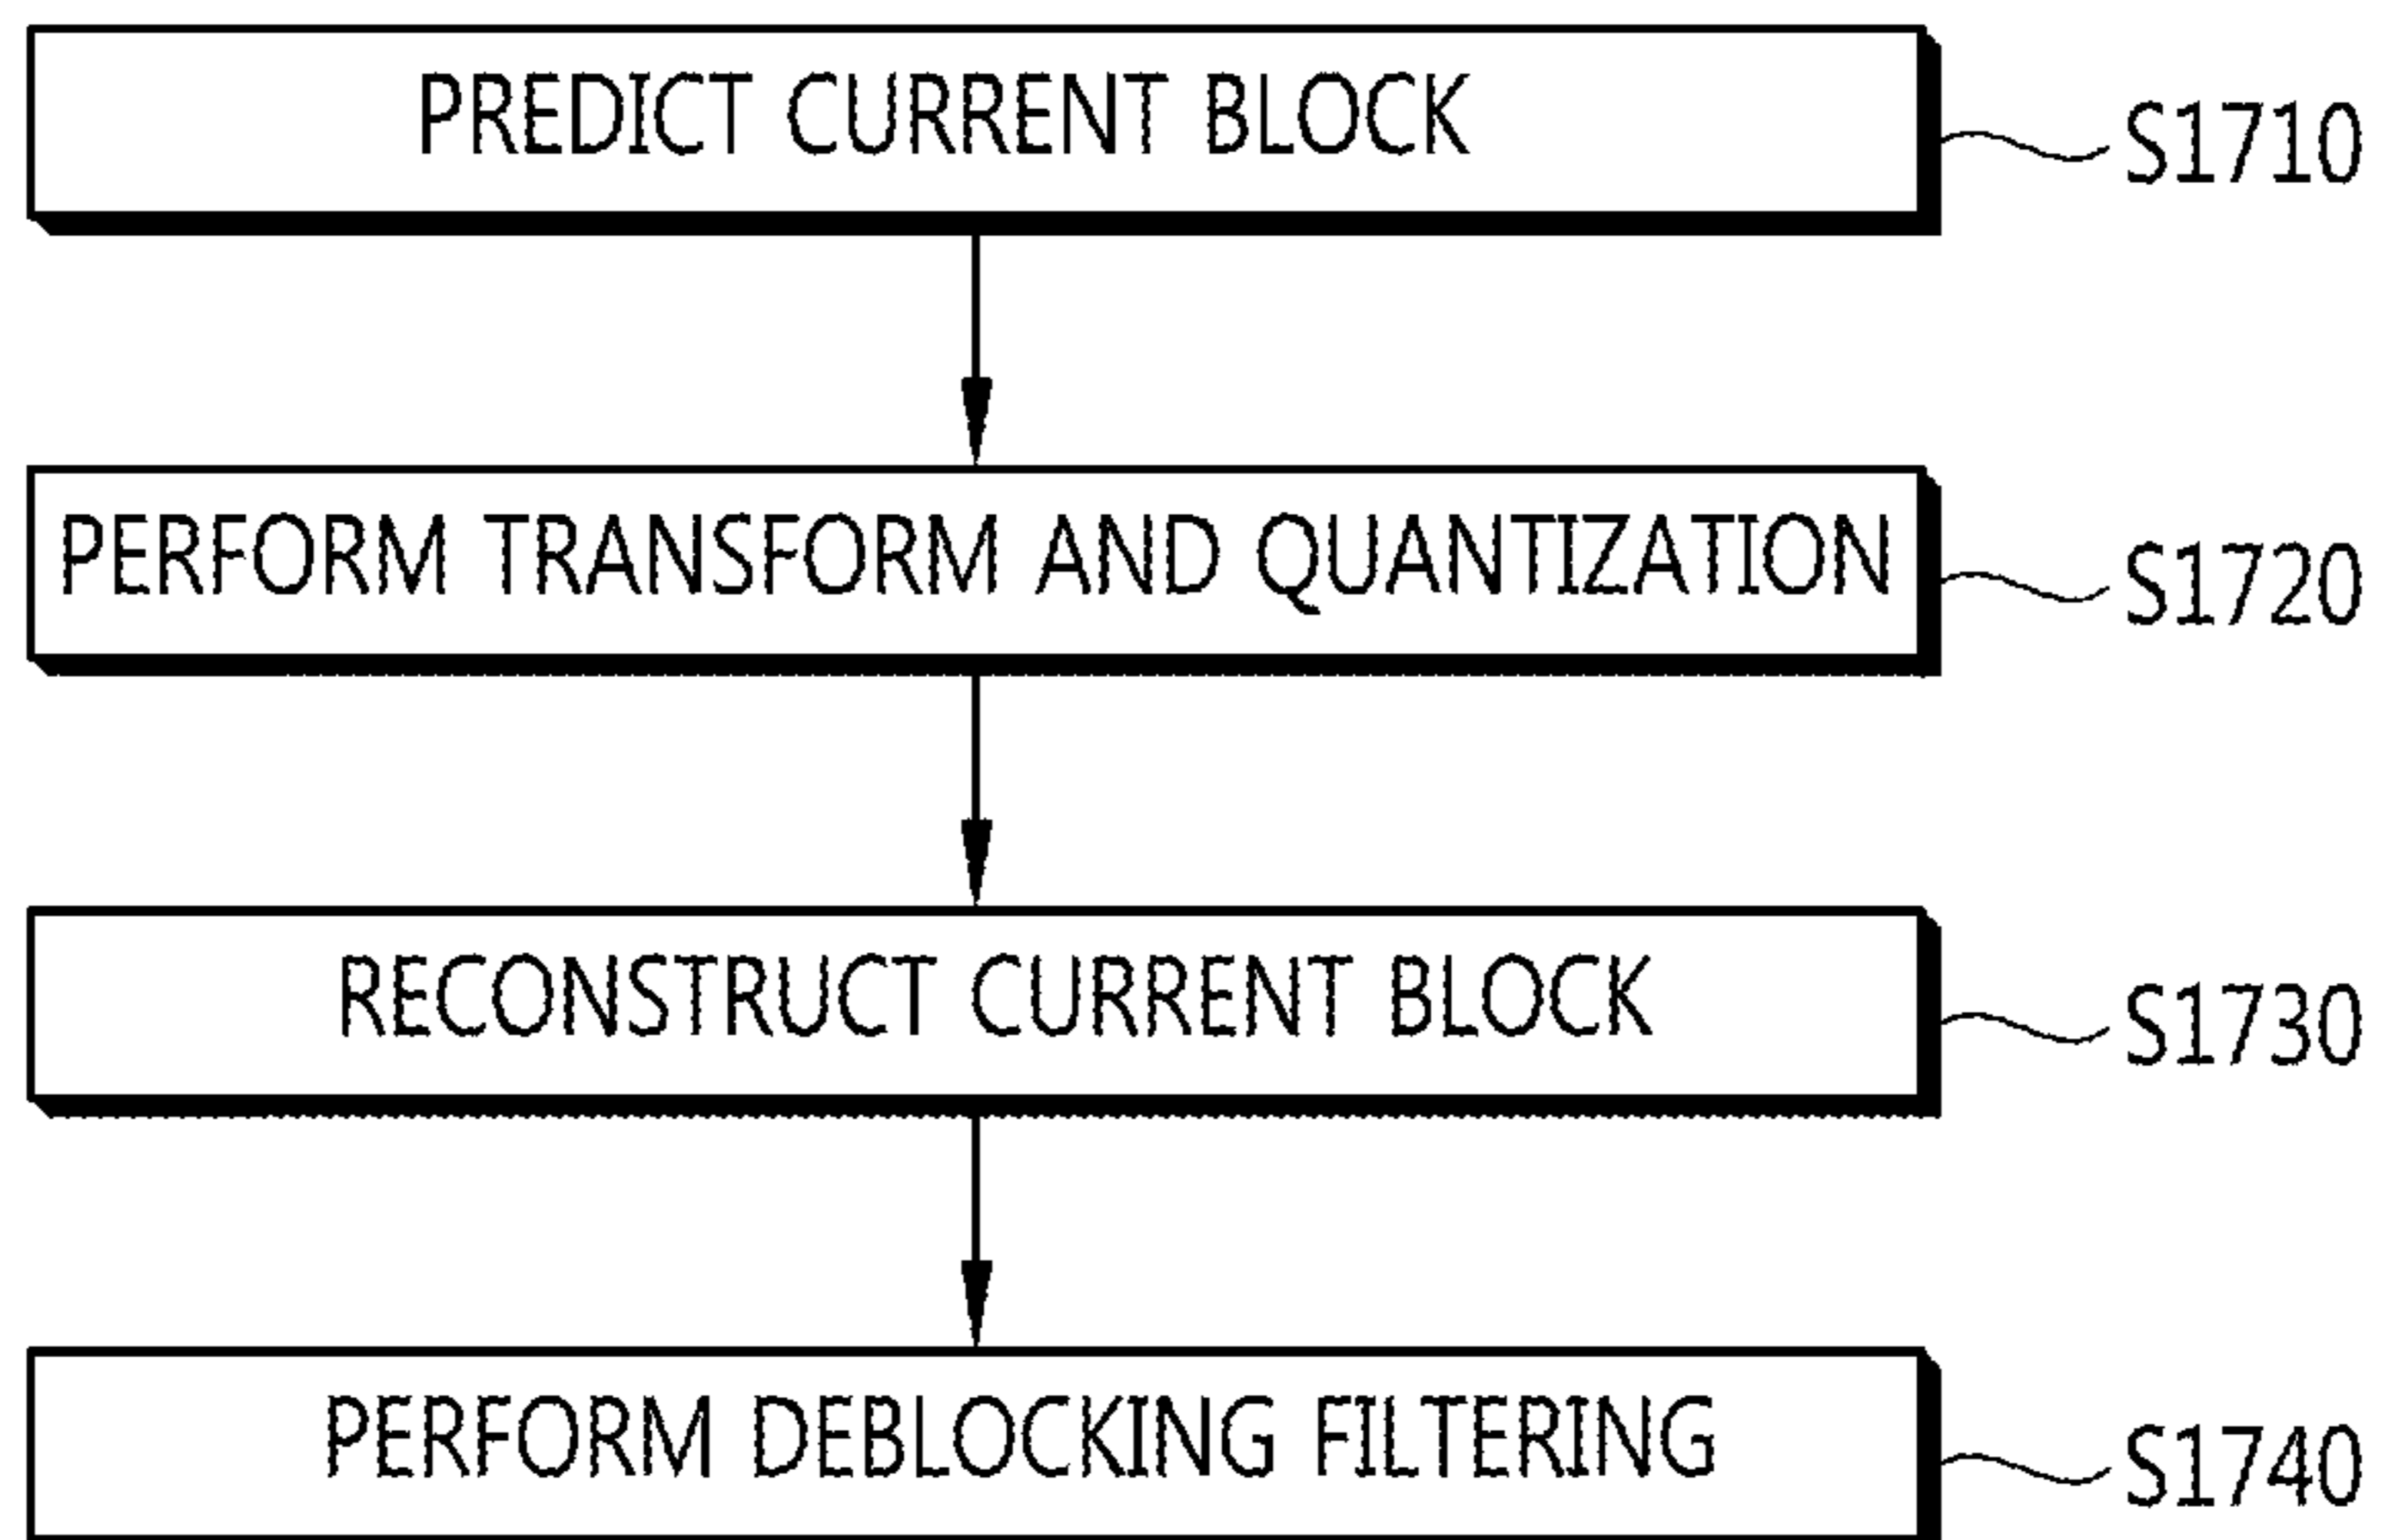 PREDICT CURRENT BLOCK
S1710
PERFORM TRANSFORM AND QUANTIZATION
S1720
RECONSTRUCT CURRENT BLOCK
S1730
PERFORM DEBLOCKING FILTERING
S1740